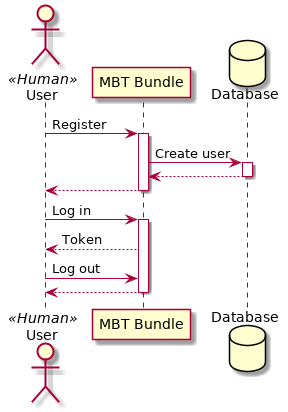 «Human»
User
MBT Bundle
Database
Register
Create user
Log in
Token
Log out
«Human»
User
MBT Bundle
Database